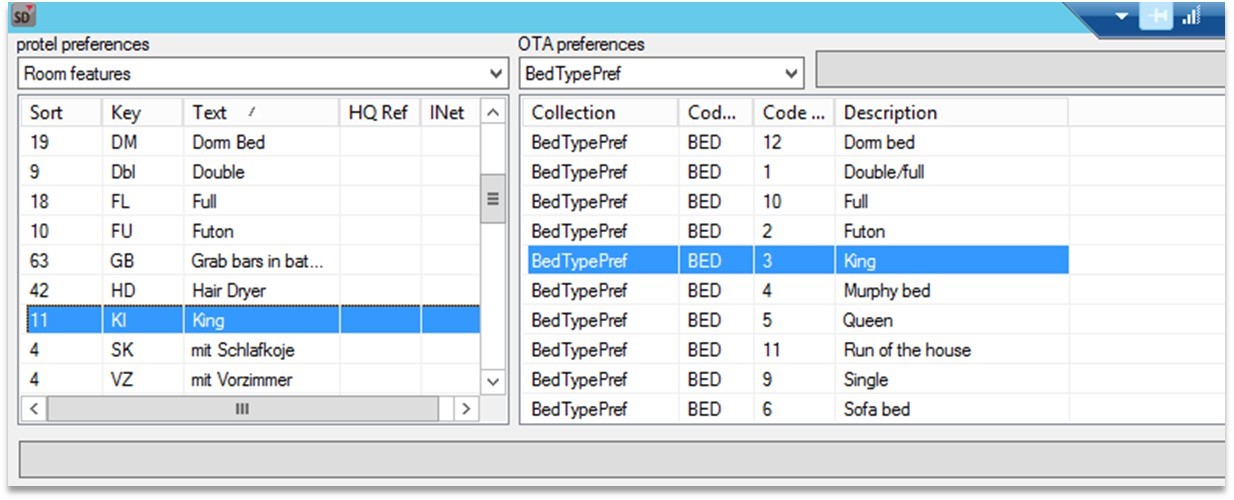 SD
protel preferences
OTA preferences
Room features
BedTypePref
Sort Key Text HQ Ref INet
Collection Cod... Code ... Description
19 DM Dorm Bed
BedTypePref BED 12 Dorm bed
9 Dbl Double
BedTypePref BED 1 Double/full
18 FL Full
BedTypePref BED 10 Full
10 FU Futon
BedTypePref BED 2 Futon
63 GB Grab bars in bat...
BedTypePref BED 3 King
42 HD Hair Dryer
BedTypePref BED 4 Murphy bed
11 KI King
BedTypePref BED 5 Queen
4 SK mit Schlafkoje
BedTypePref BED 11 Run of the house
4 VZ mit Vorzimmer
BedTypePref BED 9 Single
BedTypePref BED 6 Sofa bed